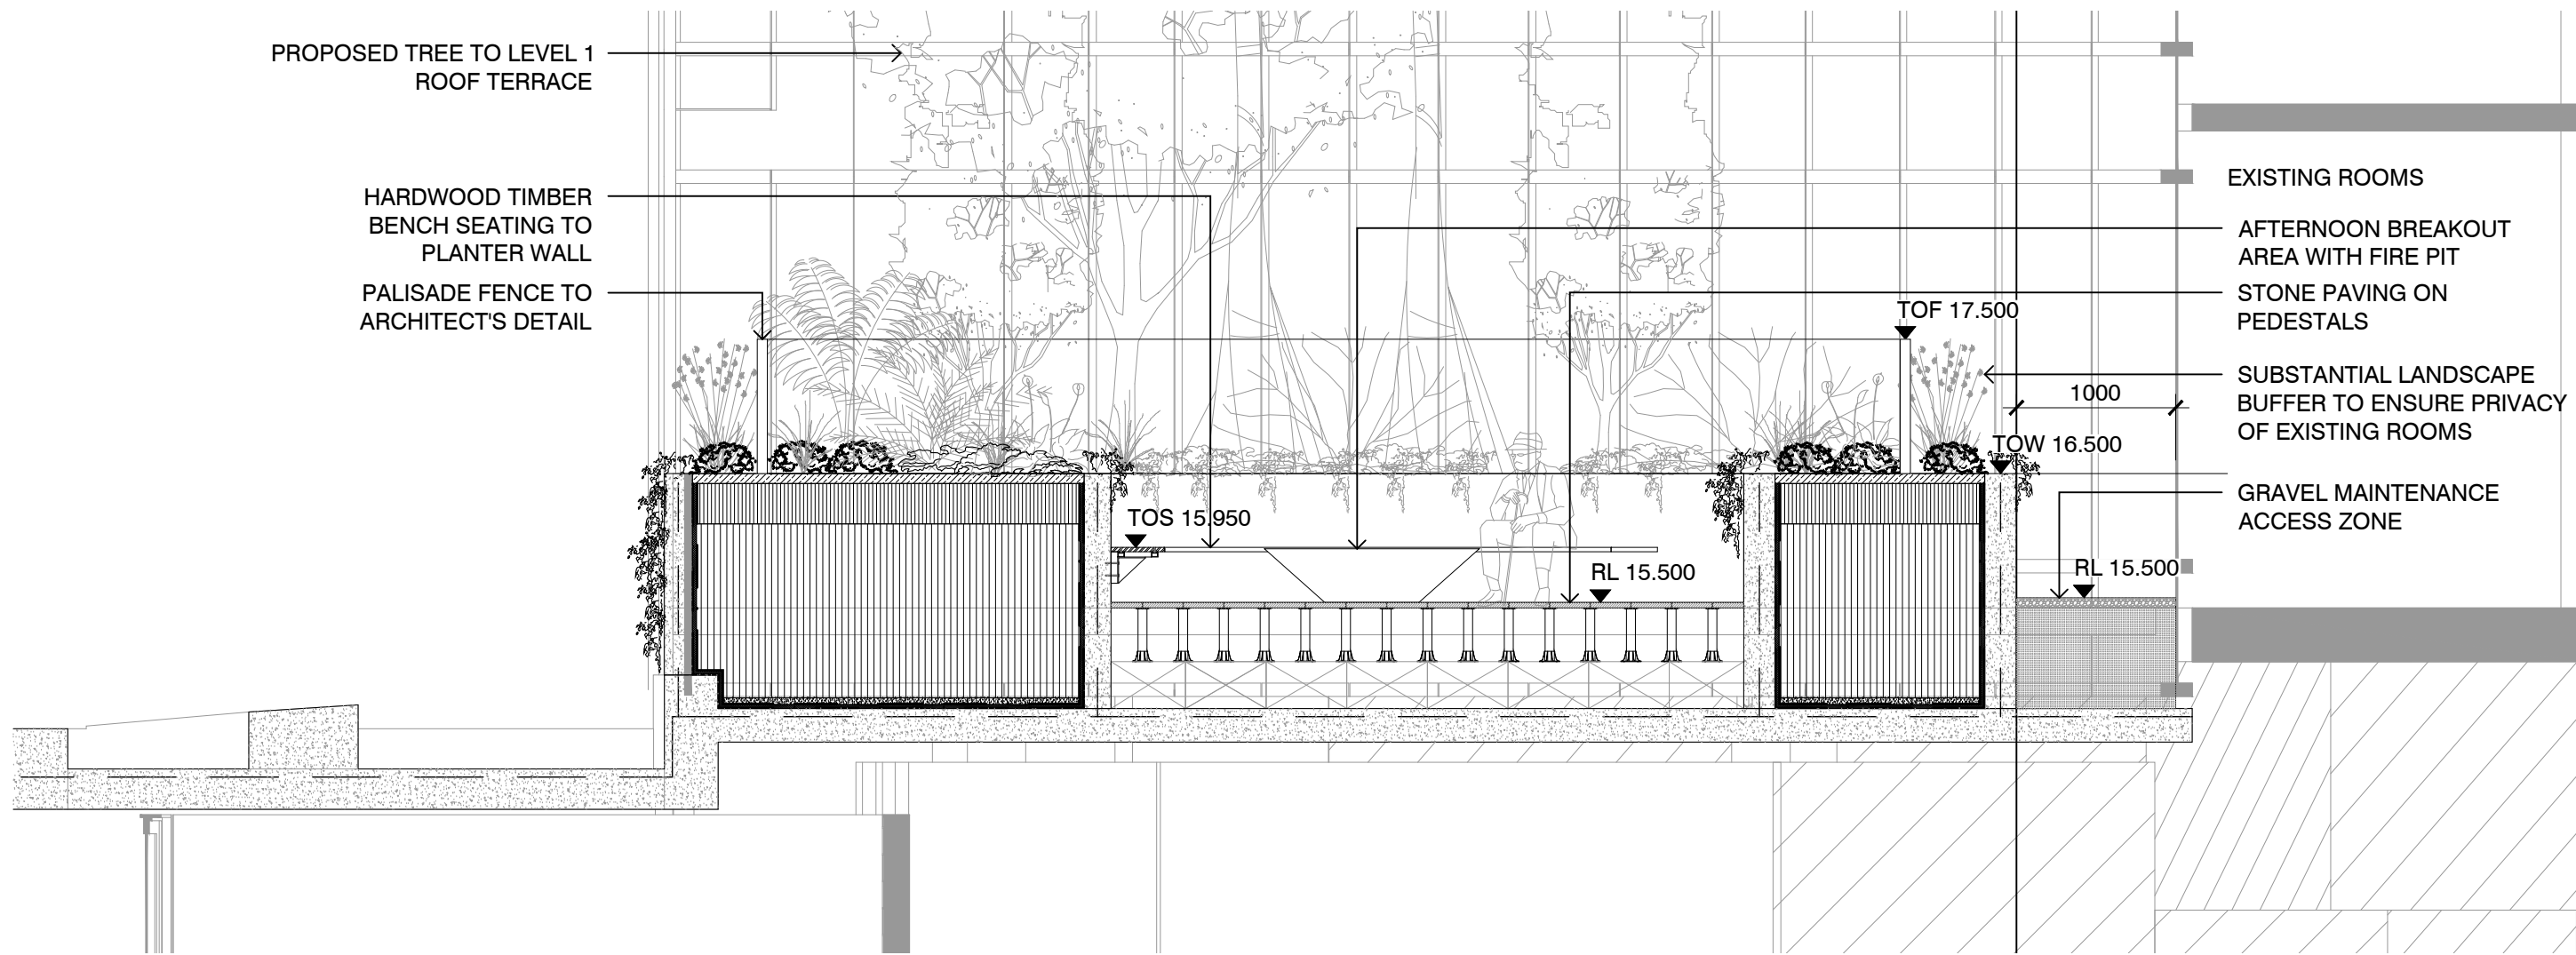 PROPOSED TREE TO LEVEL 1
ROOF TERRACE
HARDWOOD TIMBER
BENCH SEATING TO
PLANTER WALL
PALISADE FENCE TO
ARCHITECT'S DETAIL
EXISTING ROOMS
AFTERNOON BREAKOUT
AREA WITH FIRE PIT
STONE PAVING ON
PEDESTALS
TOF 17.500
SUBSTANTIAL LANDSCAPE
BUFFER TO ENSURE PRIVACY
OF EXISTING ROOMS
1000
TOW 16.500
GRAVEL MAINTENANCE
ACCESS ZONE
TOS 15.950
RL 15.500
RL 15.500